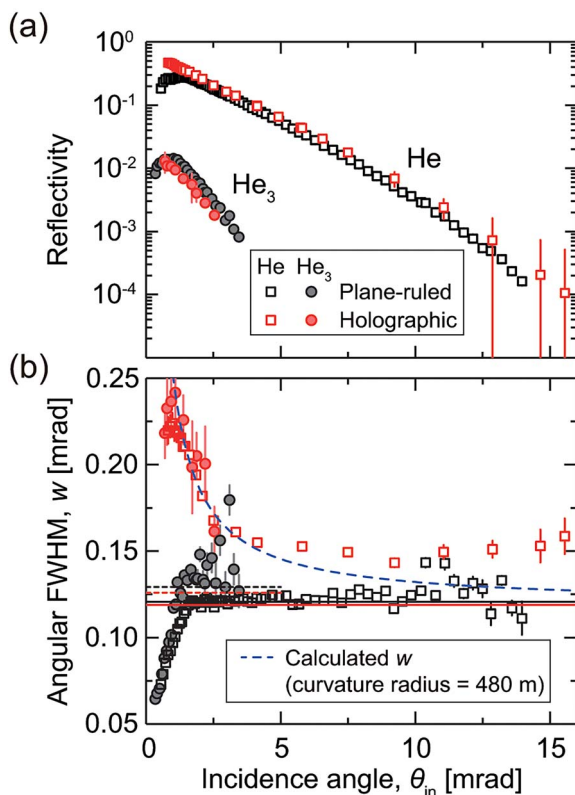 (a)
10⁰
10⁻¹
10⁻²
10⁻³
10⁻⁴
Reflectivity
He
He₃
He He₃
Plane-ruled
Holographic
(b)
0.25
0.20
0.15
0.10
0.05
Angular FWHM, w [mrad]
Calculated w
(curvature radius = 480 m)
0 5 10 15
Incidence angle, θin [mrad]